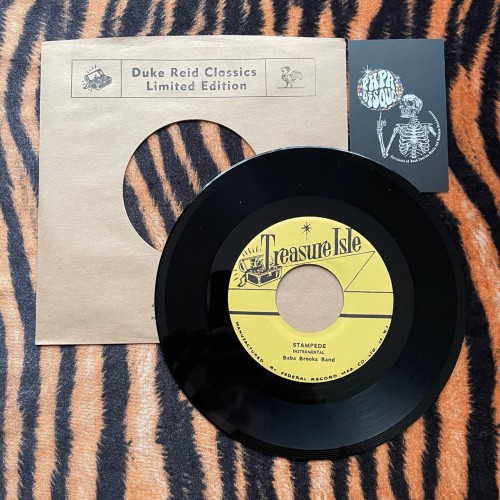 Duke Reid Classics
Limited Edition
PAPA
DISQUE
Treasure Isle
STAMPEDE
INSTRUMENTAL
Baba Brooks Band
MANUFACTURED BY FEDERAL RECORD MFG CO. LTD.